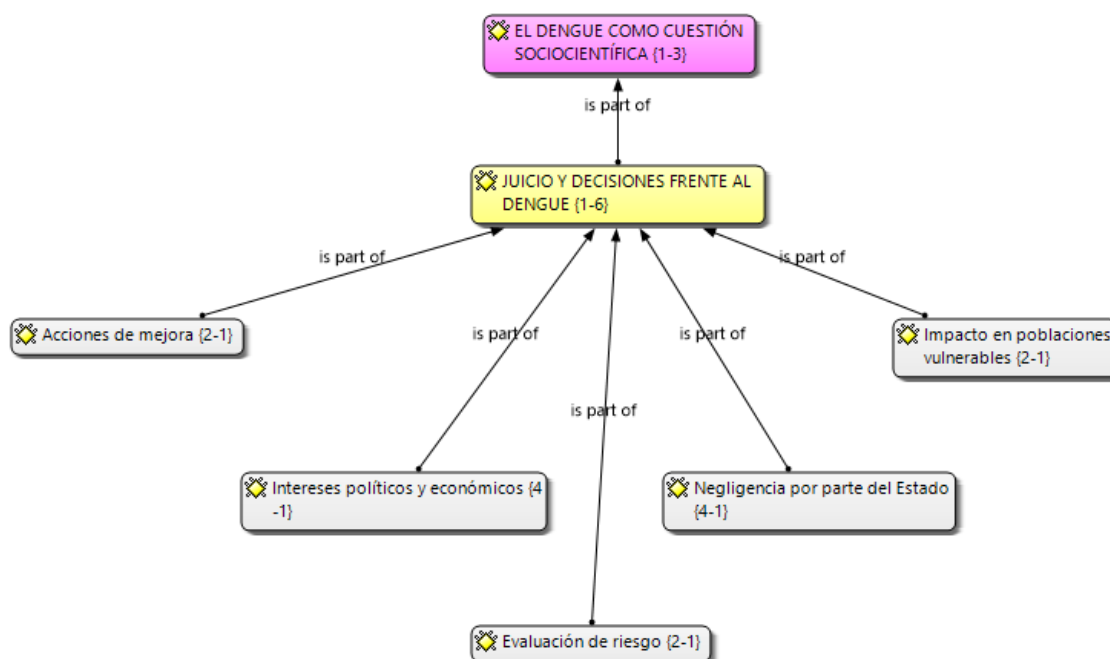 EL DENGUE COMO CUESTIÓN
SOCIOCIENTÍFICA {1-3}
is part of
JUICIO Y DECISIONES FRENTE AL
DENGUE {1-6}
is part of
is part of
Acciones de mejora {2-1}
is part of
is part of
Impacto en poblaciones
vulnerables {2-1}
is part of
Intereses políticos y económicos {4
-1}
Negligencia por parte del Estado
{4-1}
Evaluación de riesgo {2-1}